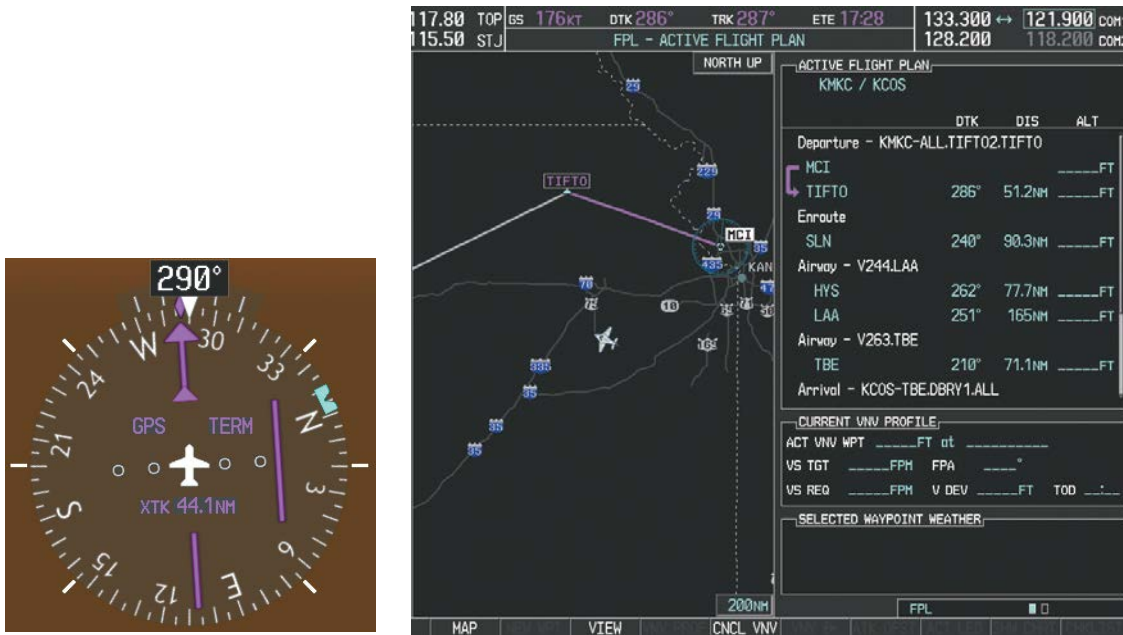 290°
W
30
24
33
21
N
GPS TERM
S
3
XTK 44.1NM
15
6
12
E
117.80 TOP GS 176KT DTK 286° TRK 287° ETE 17:28 133.300 ↔ 121.900 COM1
115.50 STJ FPL - ACTIVE FLIGHT PLAN 128.200 118.200 COM2
NORTH UP
29
229
TIFTO
29
MCI
35
435
KAN
70
75
10
47
169
335
35
35
35
200NM
ACTIVE FLIGHT PLAN
KMKC / KCOS
DTK DIS ALT
Departure - KMKC-ALL.TIFTO2.TIFTO
MCI _____FT
TIFTO 286° 51.2NM _____FT
Enroute
SLN 240° 90.3NM _____FT
Airway - V244.LAA
HYS 262° 77.7NM _____FT
LAA 251° 165NM _____FT
Airway - V263.TBE
TBE 210° 71.1NM _____FT
Arrival - KCOS-TBE.DBRY1.ALL
CURRENT VNV PROFILE
ACT VNV WPT _____FT at __________
VS TGT _____FPM FPA ____°
VS REQ _____FPM V DEV _____FT TOD __:__
SELECTED WAYPOINT WEATHER
FPL
MAP VIEW CNCL VNV